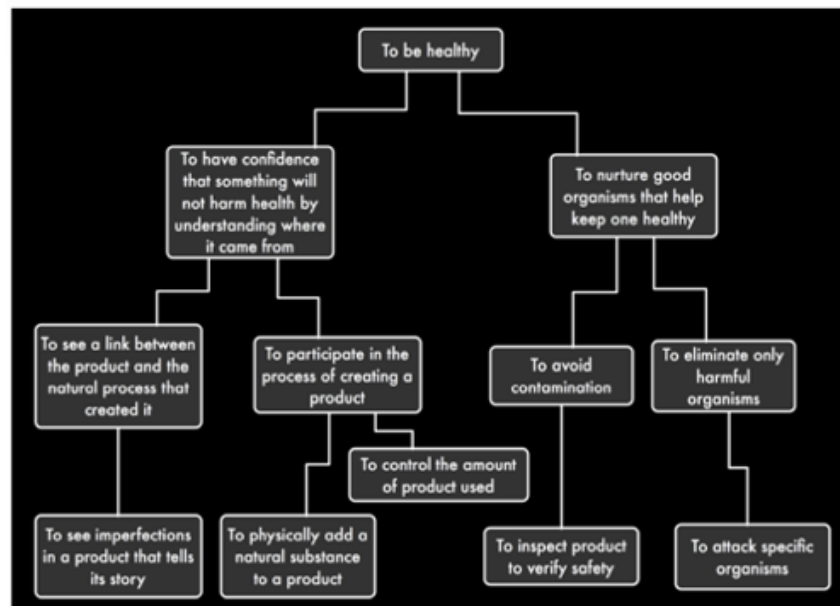 To be healthy
To have confidence
that something will
not harm health by
understanding where
it came from
To nurture good
organisms that help
keep one healthy
To see a link between
the product and the
natural process that
created it
To participate in the
process of creating a
product
To avoid
contamination
To eliminate only
harmful
organisms
To control the amount
of product used
To see imperfections
in a product that tells
its story
To physically add a
natural substance
to a product
To inspect product
to verify safety
To attack specific
organisms